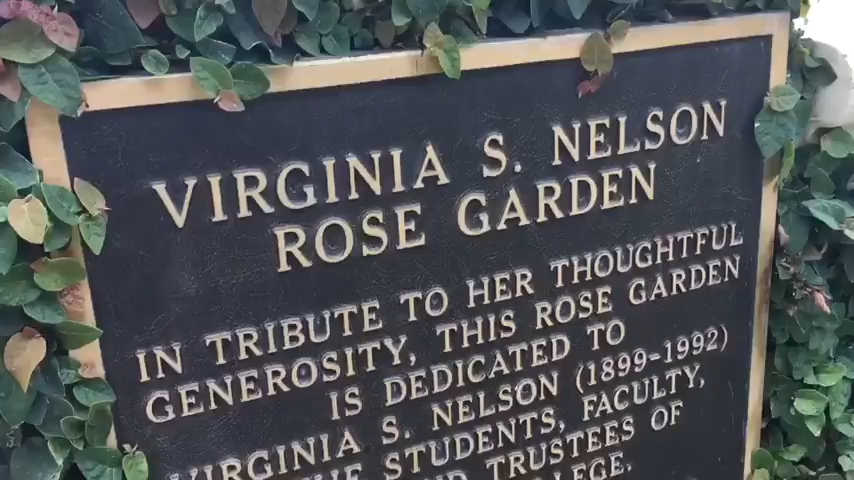 VIRGINIA S. NELSON
ROSE GARDEN
IN TRIBUTE TO HER THOUGHTFUL
GENEROSITY, THIS ROSE GARDEN
IS DEDICATED TO
VIRGINIA S. NELSON (1899-1992)
STUDENTS, FACULTY,
TRUSTEES OF